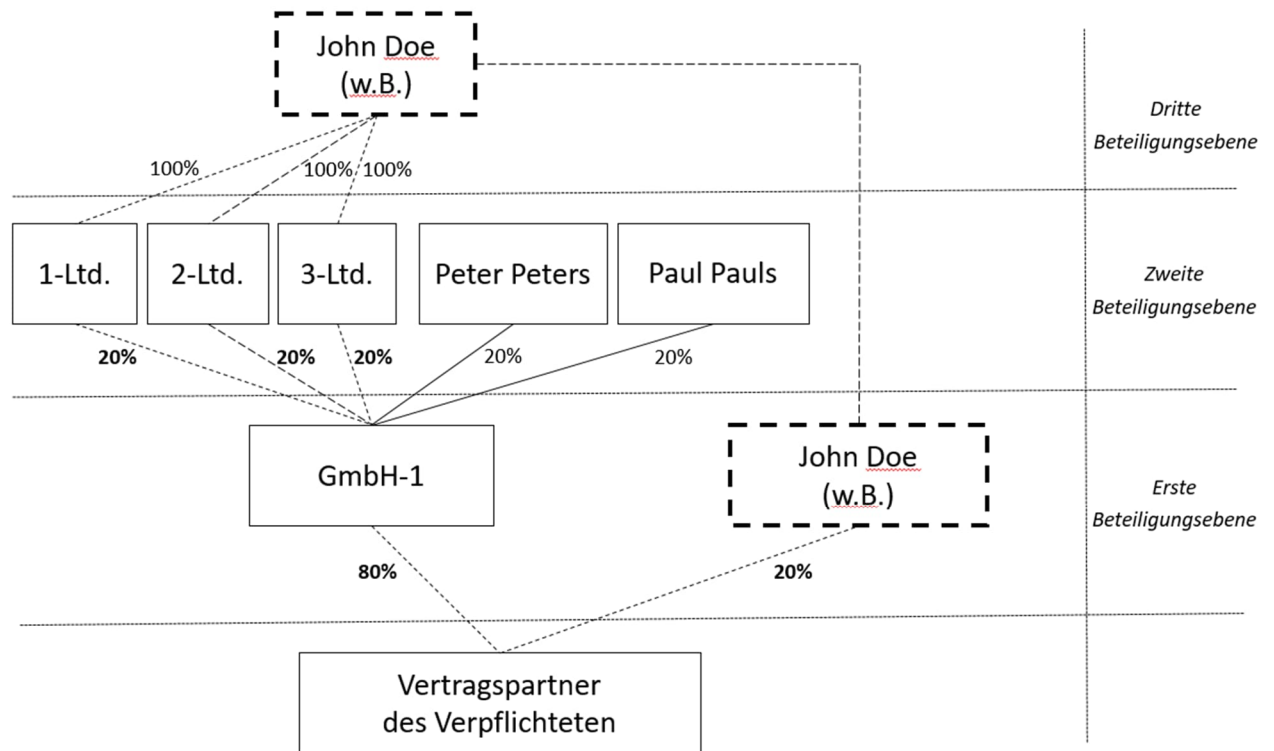 John Doe
(w.B.)
Dritte
Beteiligungsebene
100%
100%
100%
1-Ltd.
2-Ltd.
3-Ltd.
Peter Peters
Paul Pauls
Zweite
Beteiligungsebene
20%
20%
20%
20%
20%
GmbH-1
John Doe
(w.B.)
Erste
Beteiligungsebene
80%
20%
Vertragspartner
des Verpflichteten